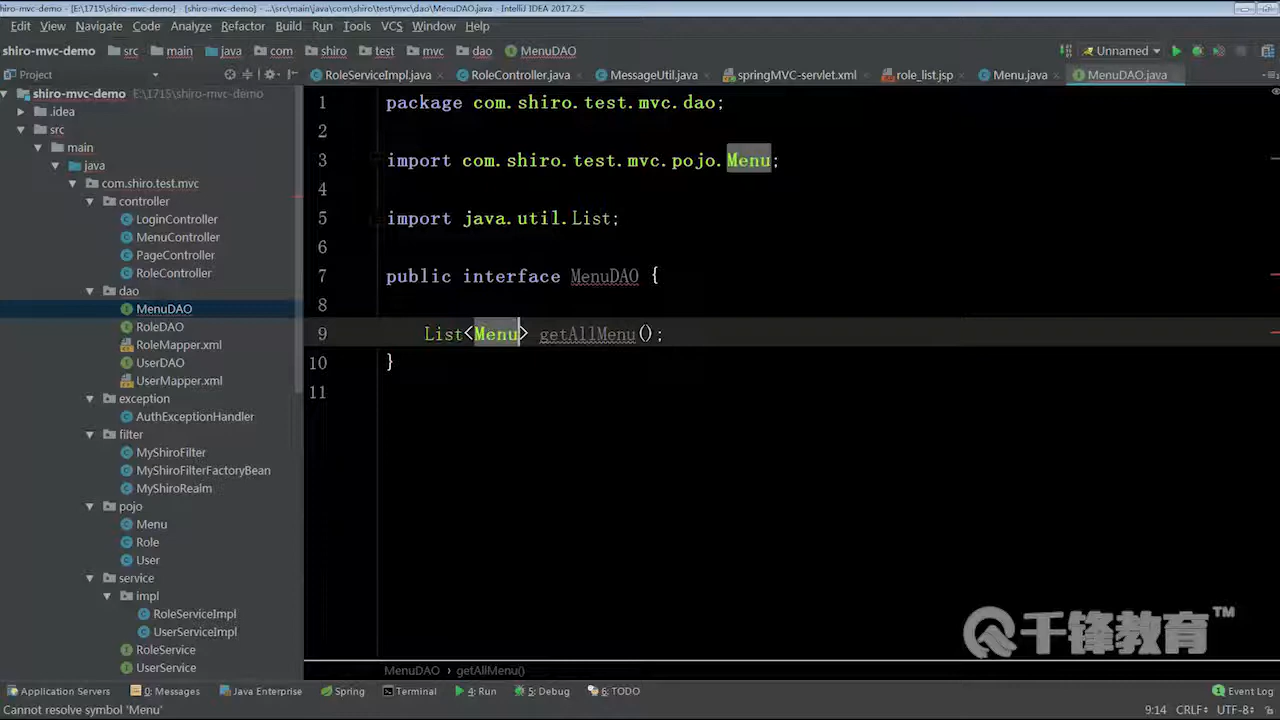 shiro-mvc-demo - [E:\1715\shiro-mvc-demo] - [shiro-mvc-demo] - ...\src\main\java\com\shiro\test\mvc\dao\MenuDAO.java - IntelliJ IDEA 2017.2.5
Edit View Navigate Code Analyze Refactor Build Run Tools VCS Window Help
shiro-mvc-demo src main java com shiro test mvc dao MenuDAO Unnamed
Project RoleServiceImpl.java RoleController.java MessageUtil.java springMVC-servlet.xml role_list.jsp Menu.java MenuDAO.java
shiro-mvc-demo E:\1715\shiro-mvc-demo
.idea
src
main
java
com.shiro.test.mvc
controller
LoginController
MenuController
PageController
RoleController
dao
MenuDAO
RoleDAO
RoleMapper.xml
UserDAO
UserMapper.xml
exception
AuthExceptionHandler
filter
MyShiroFilter
MyShiroFilterFactoryBean
MyShiroRealm
pojo
Menu
Role
User
service
impl
RoleServiceImpl
UserServiceImpl
RoleService
UserService
1 package com.shiro.test.mvc.dao;
2
3 import com.shiro.test.mvc.pojo.Menu;
4
5 import java.util.List;
6
7 public interface MenuDAO {
8
9 List<Menu> getAllMenu();
10 }
11
千锋教育™
MenuDAO › getAllMenu()
Application Servers 0: Messages Java Enterprise Spring Terminal 4: Run 5: Debug 6: TODO Event Log
Cannot resolve symbol 'Menu' 9:14 CRLF÷ UTF-8÷